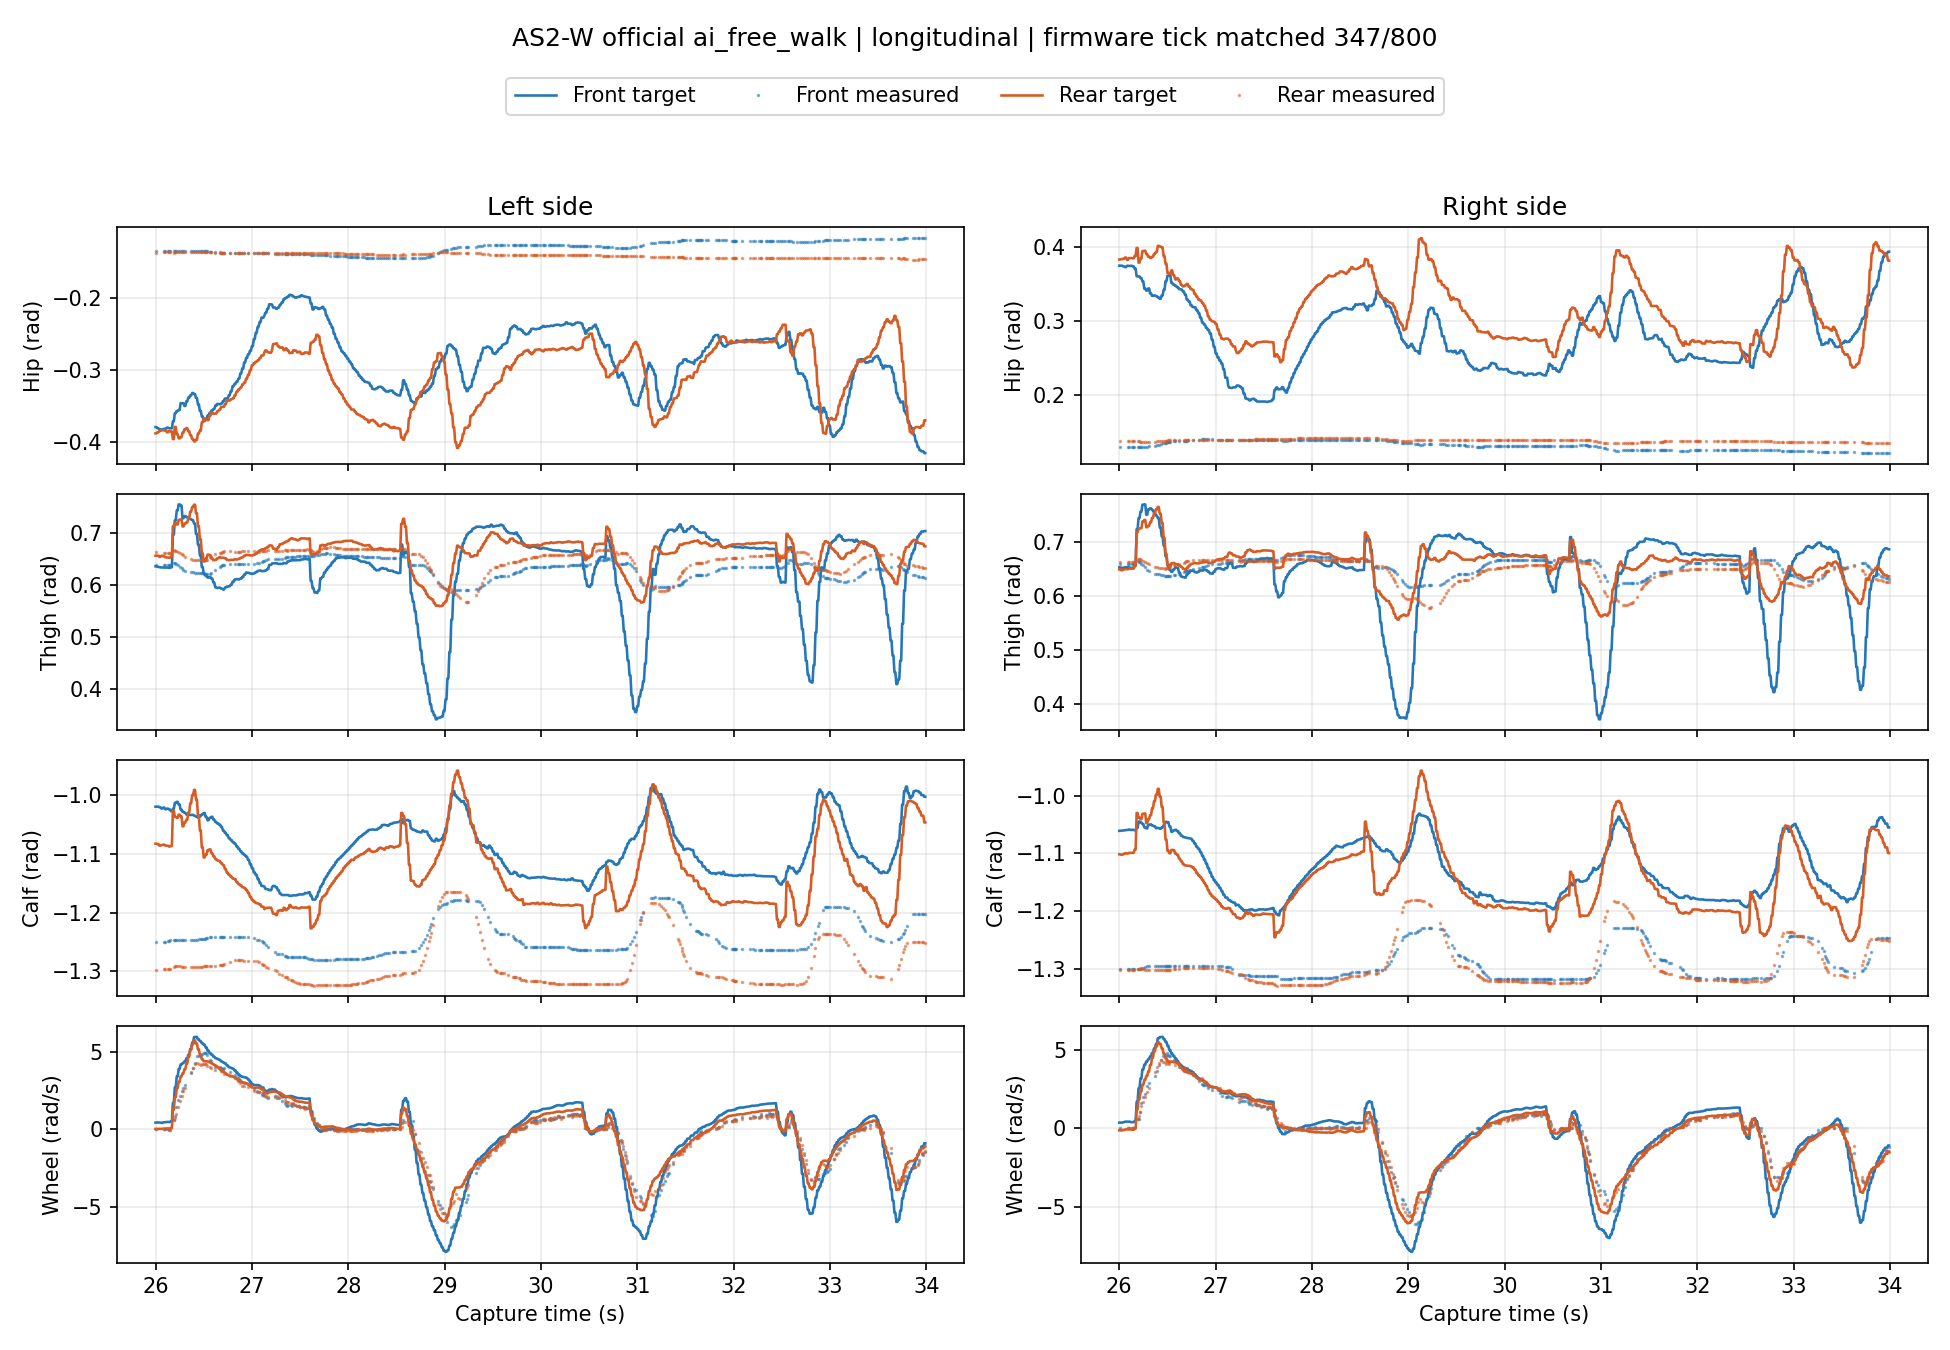 AS2-W official ai_free_walk | longitudinal | firmware tick matched 347/800
Front target Front measured Rear target Rear measured
Left side
Right side
Hip (rad)
−0.2
−0.3
−0.4
Hip (rad)
0.4
0.3
0.2
Thigh (rad)
0.7
0.6
0.5
0.4
Thigh (rad)
0.7
0.6
0.5
0.4
Calf (rad)
−1.0
−1.1
−1.2
−1.3
Calf (rad)
−1.0
−1.1
−1.2
−1.3
Wheel (rad/s)
5
0
−5
Wheel (rad/s)
5
0
−5
26 27 28 29 30 31 32 33 34
Capture time (s)
26 27 28 29 30 31 32 33 34
Capture time (s)